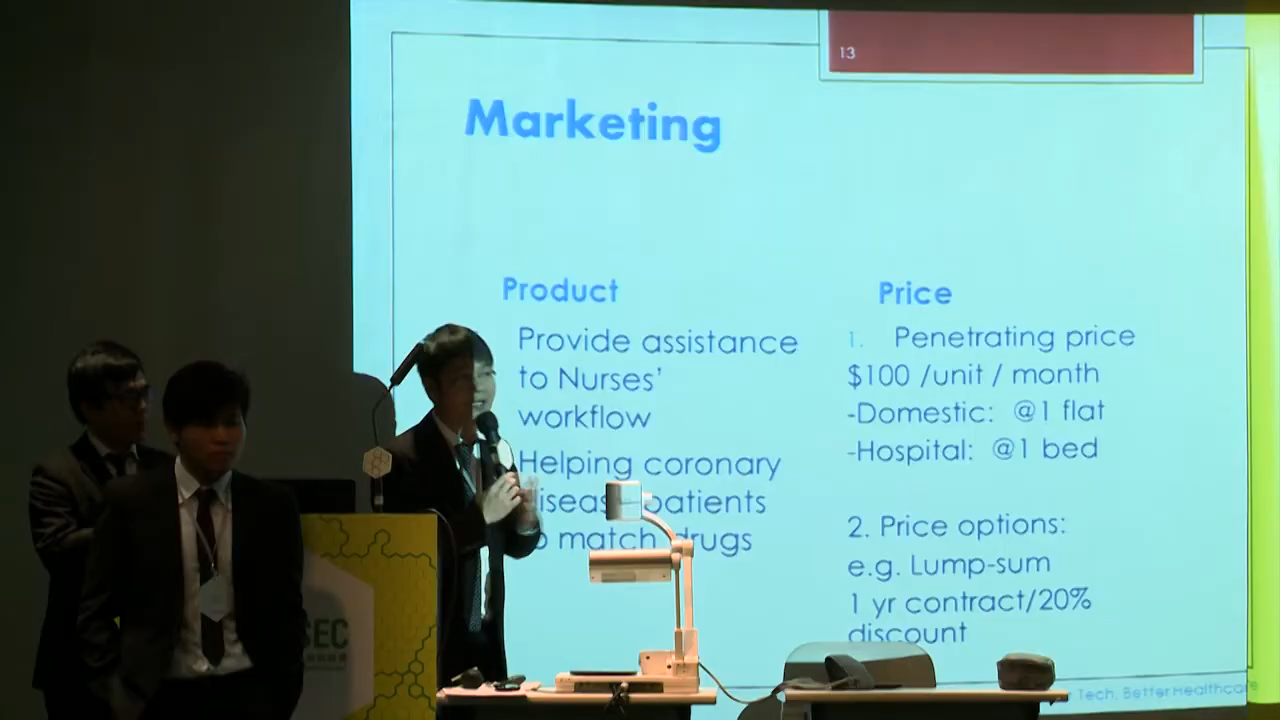 13
Marketing
Product
Provide assistance
to Nurses’
workflow
Helping coronary
patients
match drugs
Price
1. Penetrating price
$100 /unit / month
-Domestic: @1 flat
-Hospital: @1 bed
2. Price options:
e.g. Lump-sum
1 yr contract/20%
discount
Tech, Better Healthcare
SEC